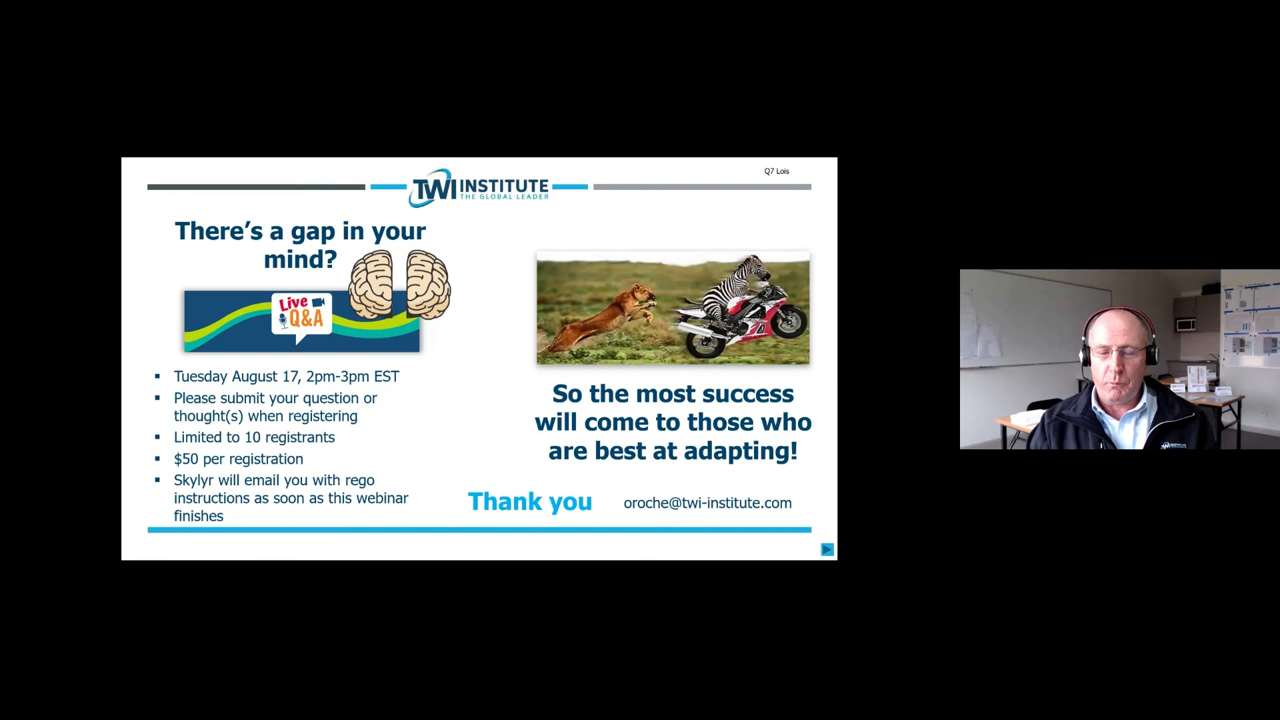 Q7 Lois
TWI INSTITUTE
THE GLOBAL LEADER
There's a gap in your
mind?
Live
Q&A
▪ Tuesday August 17, 2pm-3pm EST
▪ Please submit your question or
thought(s) when registering
▪ Limited to 10 registrants
▪ $50 per registration
▪ Skylyr will email you with rego
instructions as soon as this webinar
finishes
So the most success
will come to those who
are best at adapting!
Thank you
oroche@twi-institute.com